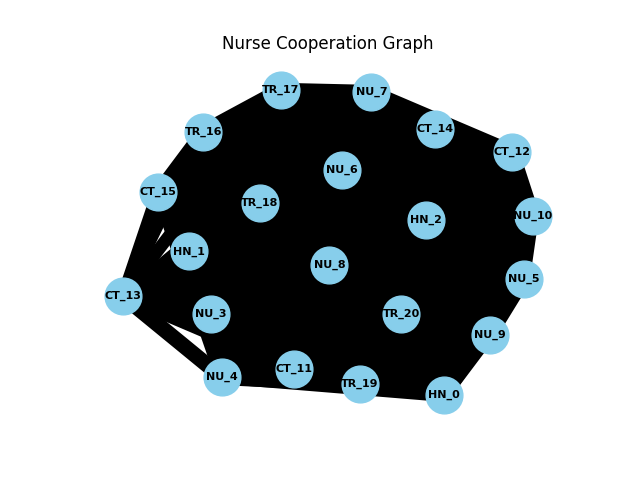 Nurse Cooperation Graph
TR_17
NU_7
CT_14
TR_16
CT_12
NU_6
CT_15
TR_18
NU_10
HN_2
HN_1
NU_8
NU_5
CT_13
NU_3
TR_20
NU_9
CT_11
NU_4
TR_19
HN_0